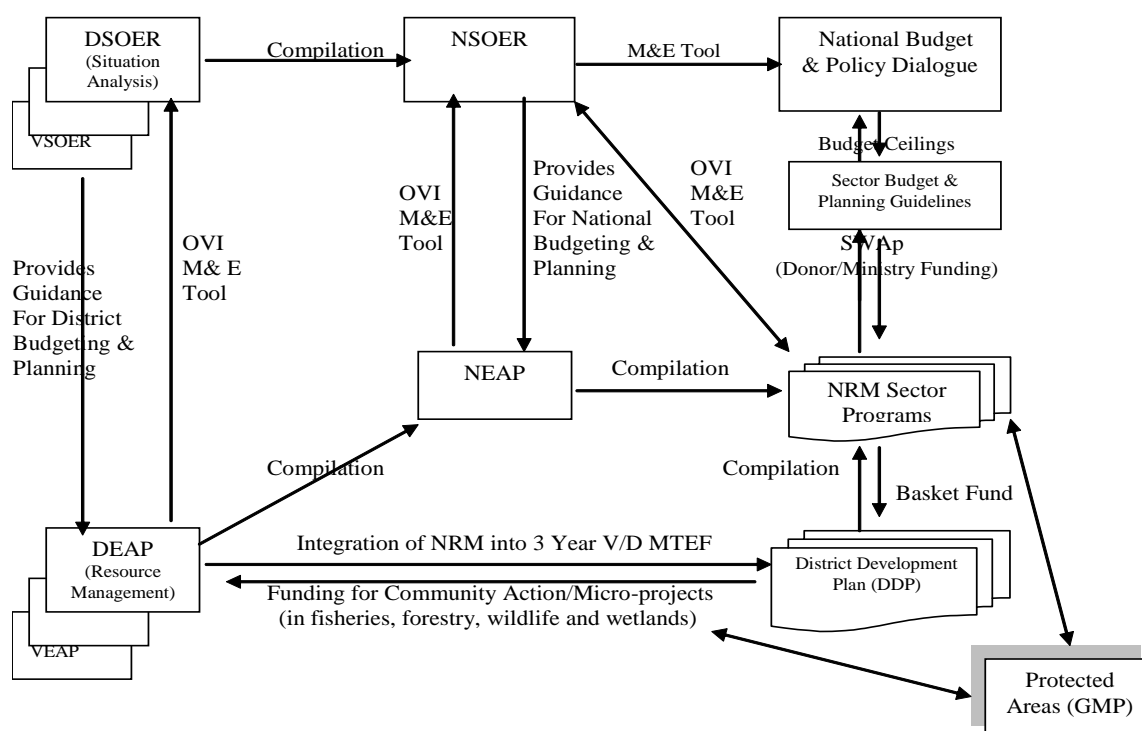 DSOER
(Situation
Analysis)
VSOER
Compilation
NSOER
M&E Tool
National Budget
& Policy Dialogue
Budget Ceilings
Sector Budget &
Planning Guidelines
SWAp
(Donor/Ministry Funding)
Provides
Guidance
For District
Budgeting &
Planning
OVI
M& E
Tool
OVI
M&E
Tool
Provides
Guidance
For National
Budgeting &
Planning
OVI
M&E
Tool
NEAP
Compilation
NRM Sector
Programs
Compilation
Compilation
Basket Fund
DEAP
(Resource
Management)
VEAP
Integration of NRM into 3 Year V/D MTEF
Funding for Community Action/Micro-projects
(in fisheries, forestry, wildlife and wetlands)
District Development
Plan (DDP)
Protected
Areas (GMP)